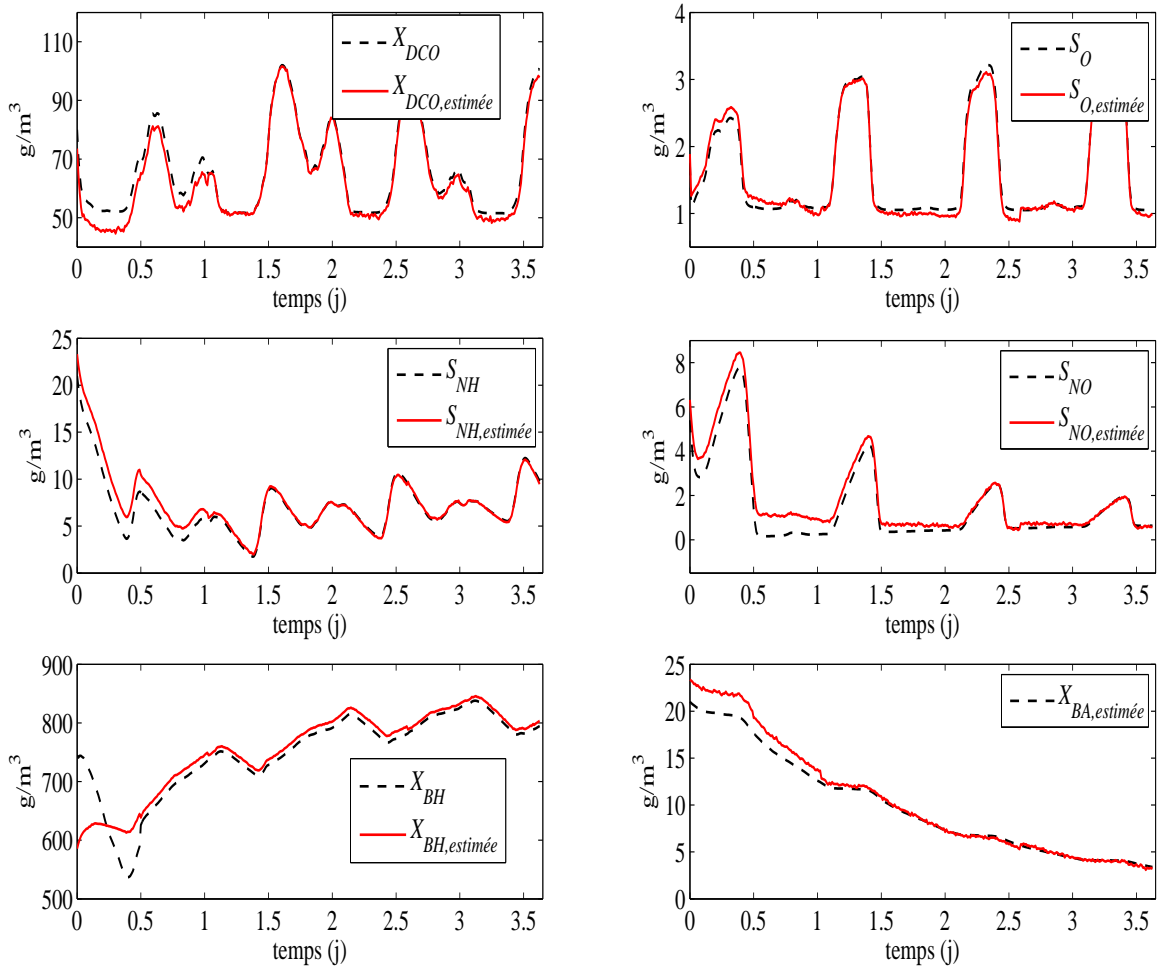 110
90
70
50
g/m³
0 0.5 1 1.5 2 2.5 3 3.5
temps (j)
X_DCO
X_DCO,estimée
4
3
2
1
g/m³
0 0.5 1 1.5 2 2.5 3 3.5
temps (j)
S_O
S_O,estimée
25
20
15
10
5
0
g/m³
0 0.5 1 1.5 2 2.5 3 3.5
temps (j)
S_NH
S_NH,estimée
8
6
4
2
0
g/m³
0 0.5 1 1.5 2 2.5 3 3.5
temps (j)
S_NO
S_NO,estimée
900
800
700
600
500
g/m³
0 0.5 1 1.5 2 2.5 3 3.5
temps (j)
X_BH
X_BH,estimée
25
20
15
10
5
0
g/m³
0 0.5 1 1.5 2 2.5 3 3.5
temps (j)
X_BA,estimée